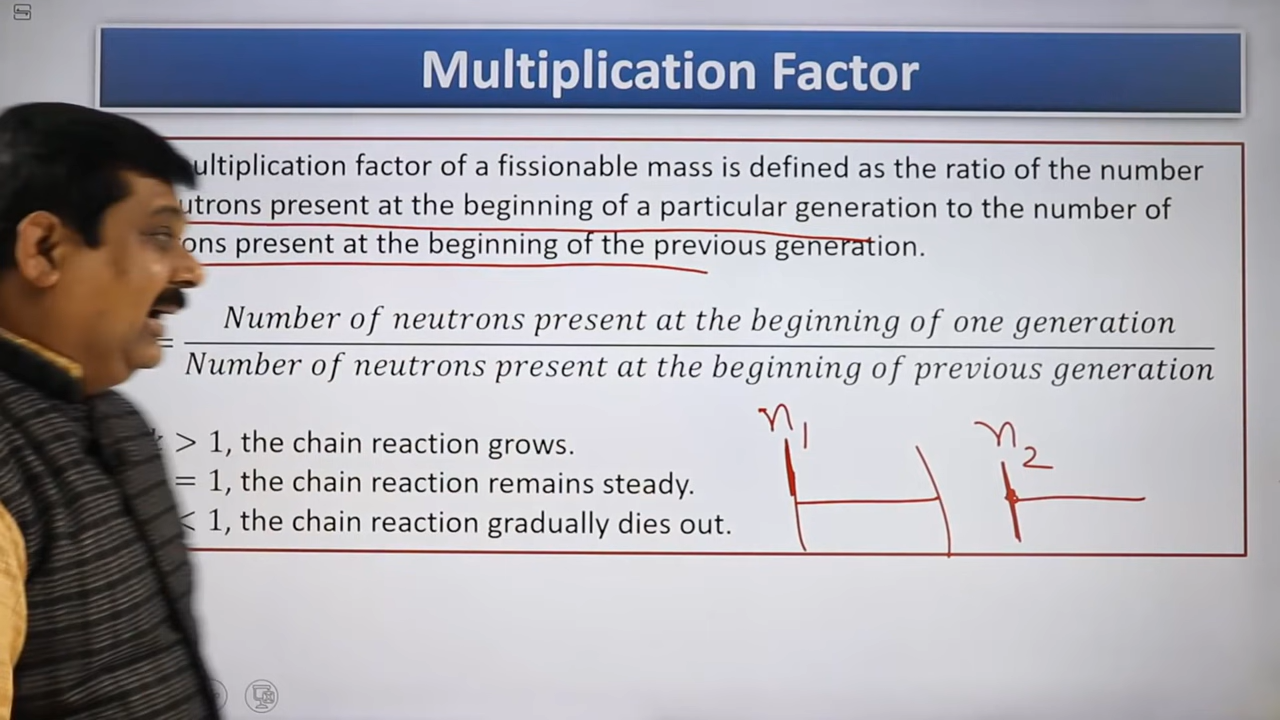 Multiplication Factor
ultiplication factor of a fissionable mass is defined as the ratio of the number
utrons present at the beginning of a particular generation to the number of
ons present at the beginning of the previous generation.
= Number of neutrons present at the beginning of one generation
Number of neutrons present at the beginning of previous generation
n1
n2
> 1, the chain reaction grows.
= 1, the chain reaction remains steady.
< 1, the chain reaction gradually dies out.